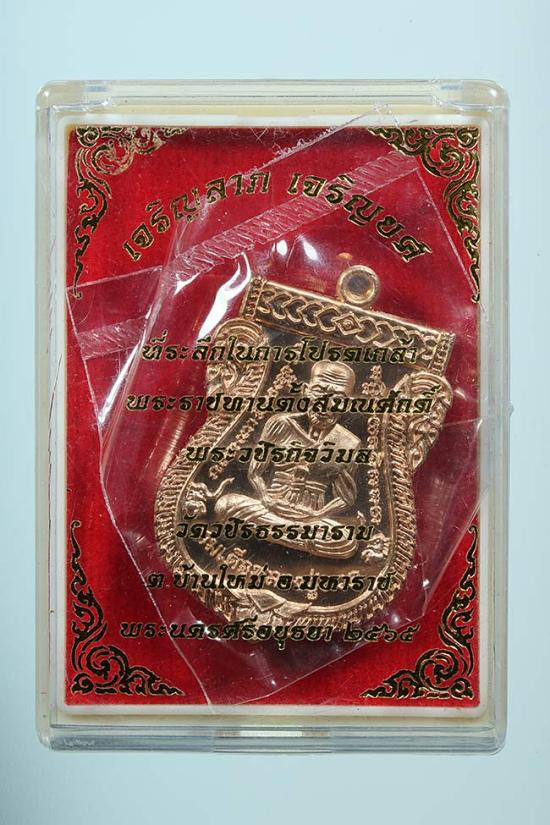 เจริญลาภ เจริญยศ
ที่ระลึกในการโปรดเกล้า
พระราชทานตั้งสมณศักดิ์
พระวชิรกิจวิมล
วัดวชิรธรรมาราม
ต.บ้านใหม่ อ.มหาราช
พระนครศรีอยุธยา ๒๕๖๕